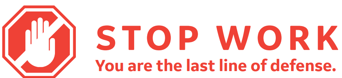 STOP WORK
You are the last line of defense.